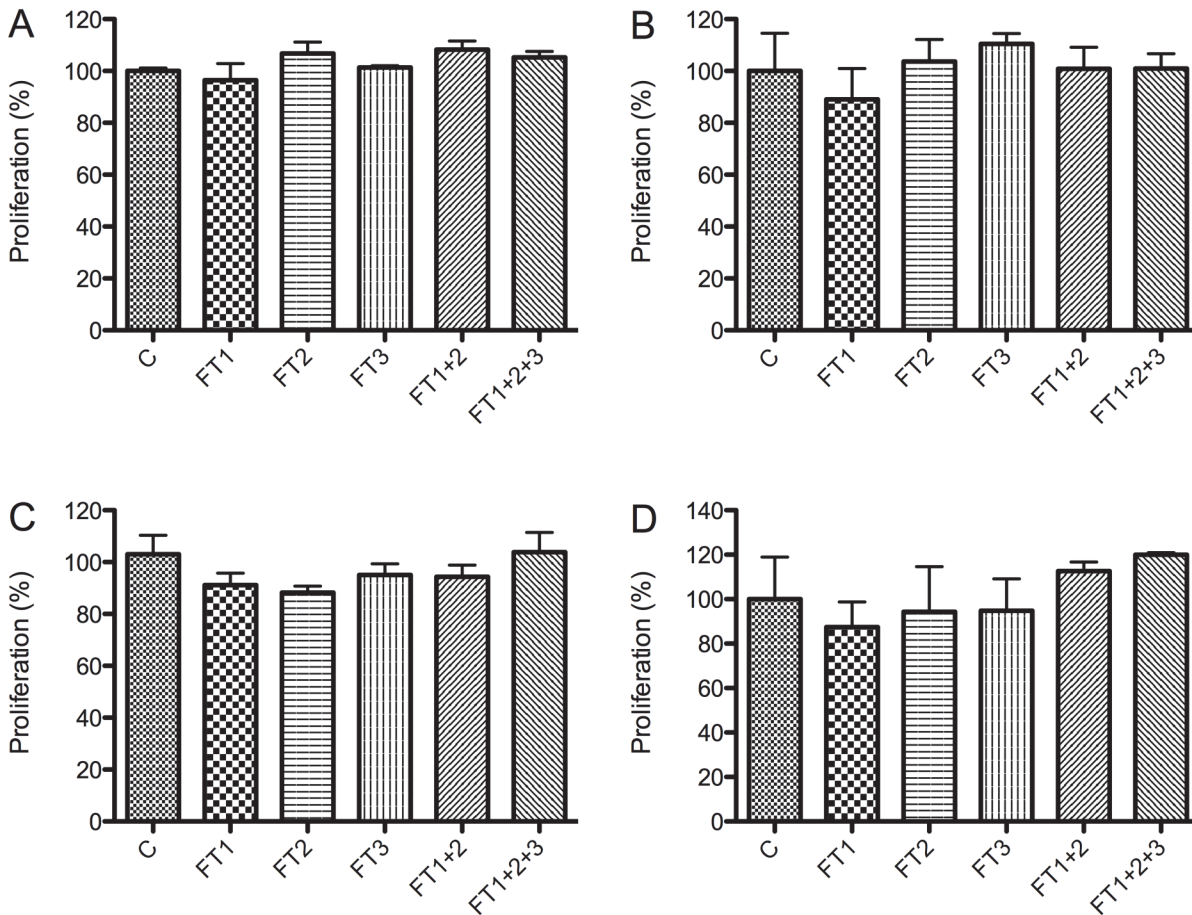 A
Proliferation (%)
120
100
80
60
40
20
0
C
FT1
FT2
FT3
FT1+2
FT1+2+3
B
Proliferation (%)
120
100
80
60
40
20
0
C
FT1
FT2
FT3
FT1+2
FT1+2+3
C
Proliferation (%)
120
100
80
60
40
20
0
C
FT1
FT2
FT3
FT1+2
FT1+2+3
D
Proliferation (%)
140
120
100
80
60
40
20
0
C
FT1
FT2
FT3
FT1+2
FT1+2+3